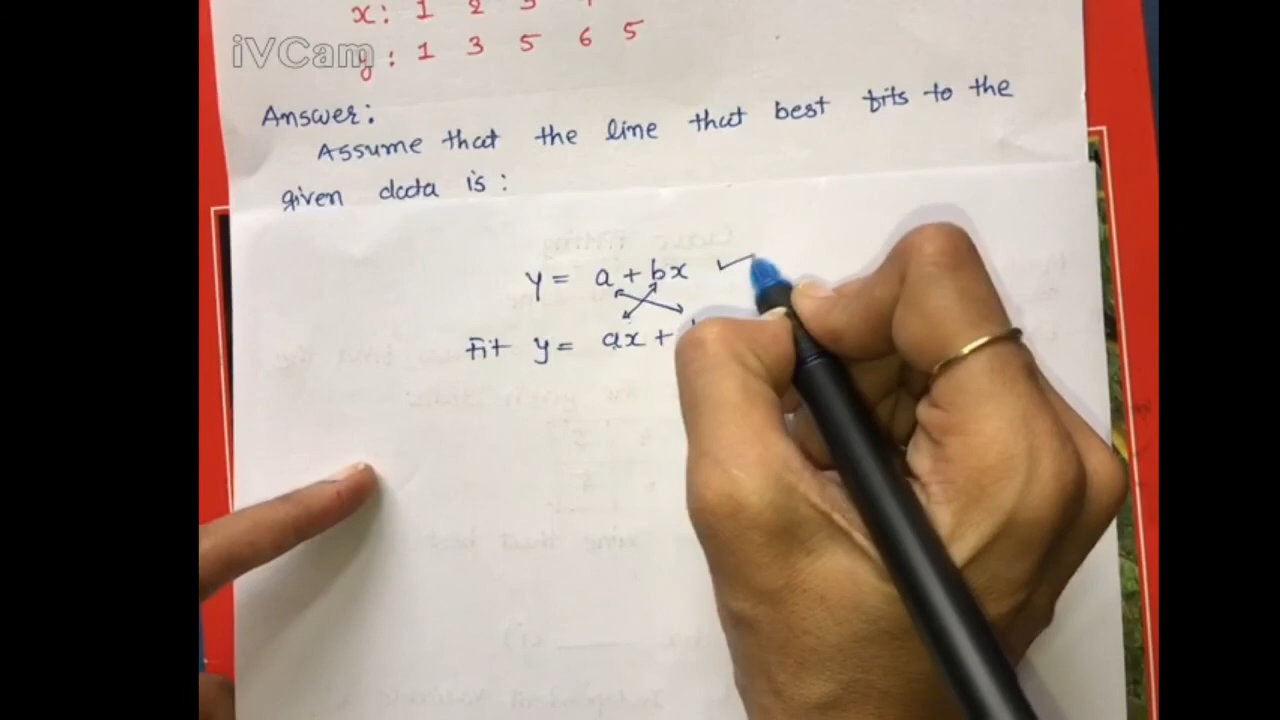 x: 1 2 3 4
iVCam
y: 1 3 5 6 5
Answer:
Assume that the line that best fits to the
given data is:
y = a + bx ✓
Fit y = ax +